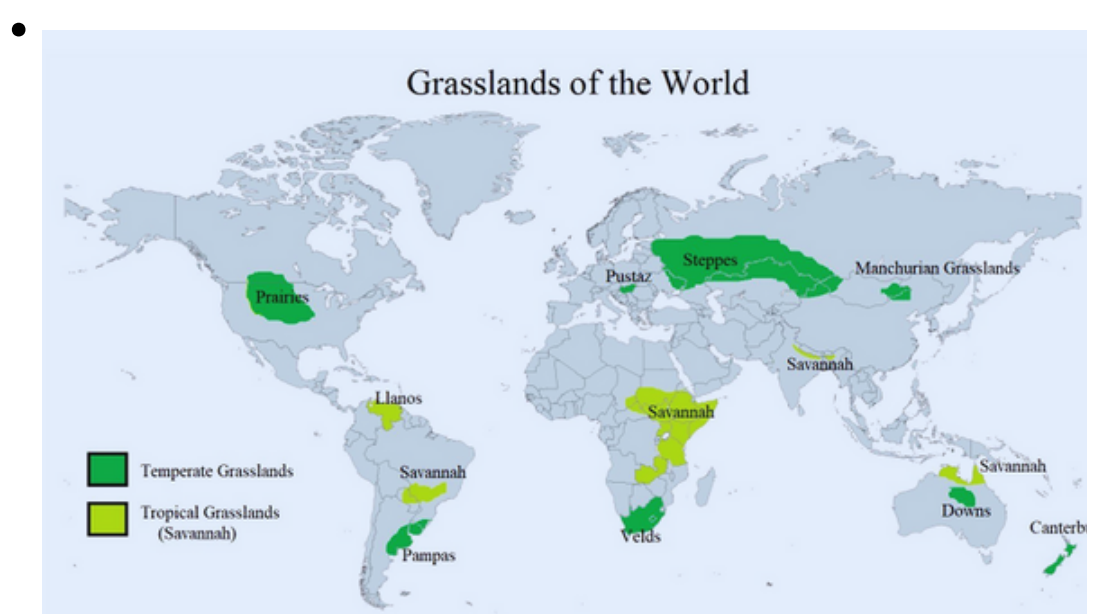 Grasslands of the World
Steppes
Manchurian Grasslands
Pustaz
Prairies
Savannah
Llanos
Savannah
Savannah
Savannah
Temperate Grasslands
Tropical Grasslands
(Savannah)
Downs
Velds
Pampas
Canterb